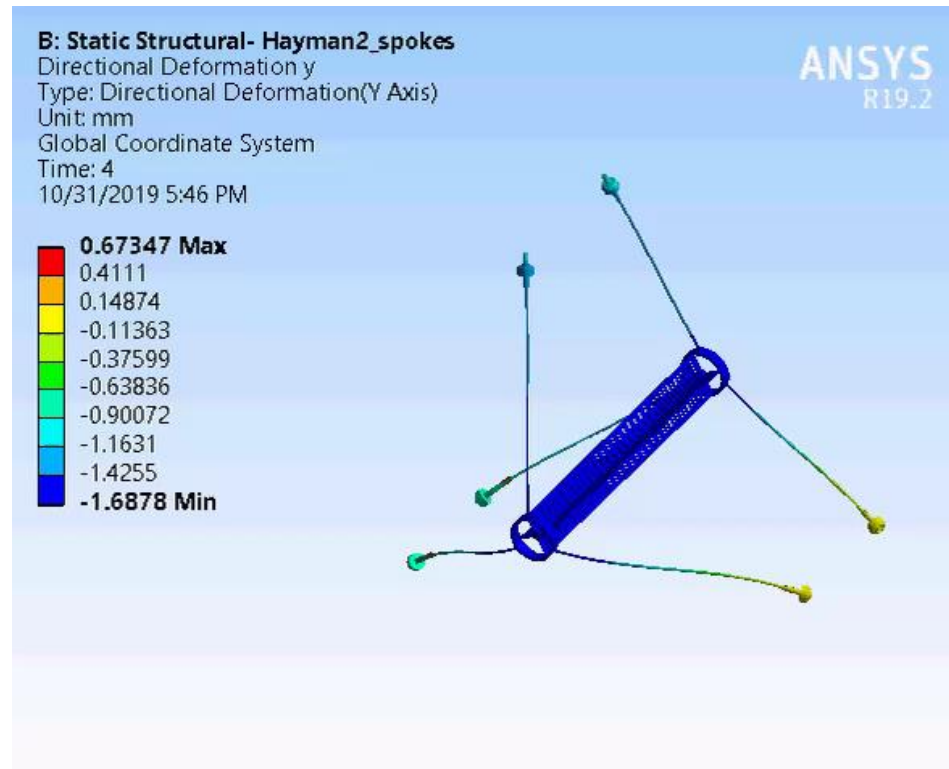 B: Static Structural- Hayman2_spokes
Directional Deformation y
Type: Directional Deformation(Y Axis)
Unit: mm
Global Coordinate System
Time: 4
10/31/2019 5:46 PM
ANSYS
R19.2
0.67347 Max
0.4111
0.14874
-0.11363
-0.37599
-0.63836
-0.90072
-1.1631
-1.4255
-1.6878 Min